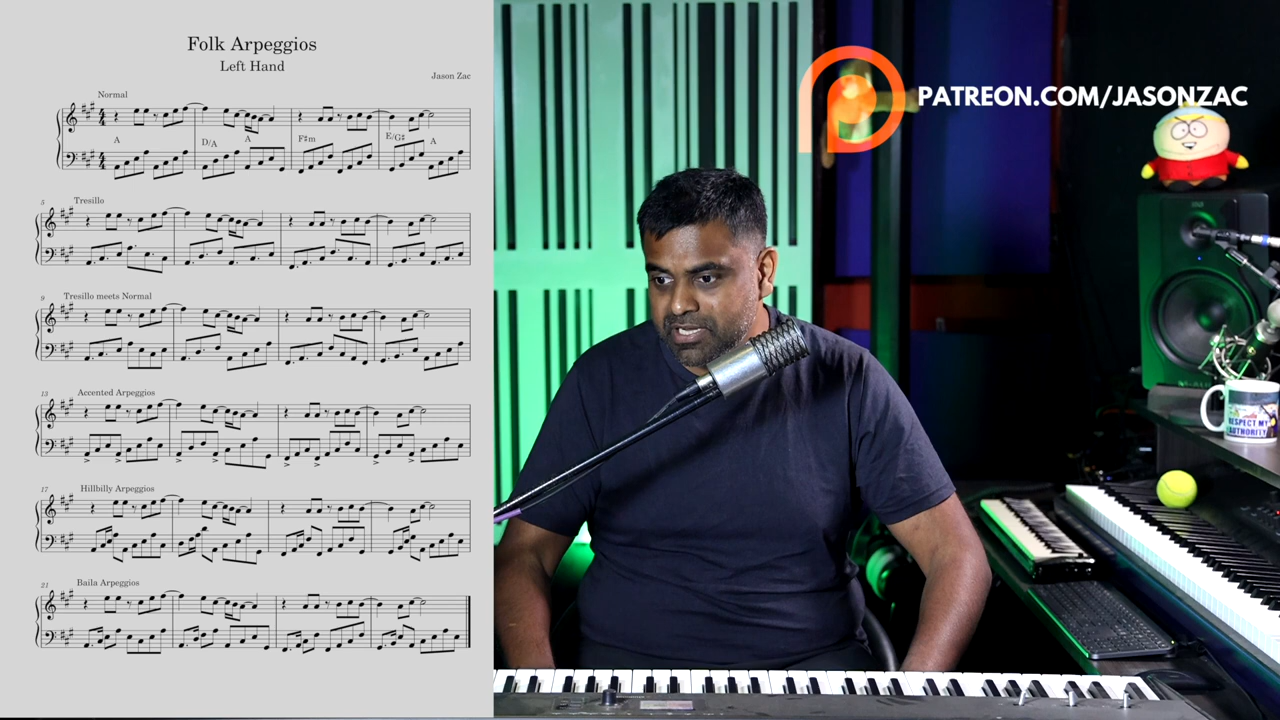 Folk Arpeggios
Left Hand
Jason Zac
Normal
A
D/A
A
F#m
E/G#
A
5
Tresillo
9
Tresillo meets Normal
13
Accented Arpeggios
17
Hillbilly Arpeggios
21
Baila Arpeggios
PATREON.COM/JASONZAC
RESPECT MY
AUTHORITY